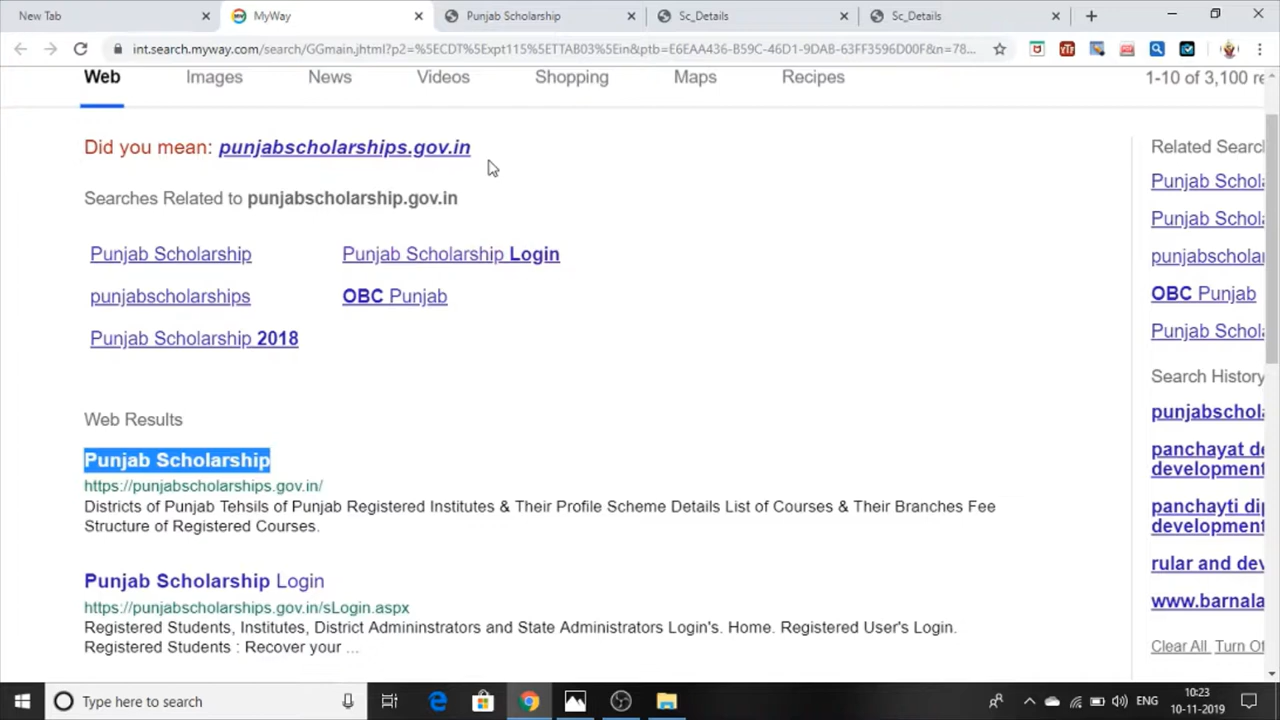 New Tab
MyWay
Punjab Scholarship
Sc_Details
Sc_Details
int.search.myway.com/search/GGmain.jhtml?p2=%5ECDT%5Expt115%5ETTAB03%5Ein&ptb=E6EAA436-B59C-46D1-9DAB-63FF3596D00F&n=78...
Web Images News Videos Shopping Maps Recipes
1-10 of 3,100 re
Did you mean: punjabscholarships.gov.in
Searches Related to punjabscholarship.gov.in
Punjab Scholarship
Punjab Scholarship Login
punjabscholarships
OBC Punjab
Punjab Scholarship 2018
Web Results
Punjab Scholarship
https://punjabscholarships.gov.in/
Districts of Punjab Tehsils of Punjab Registered Institutes & Their Profile Scheme Details List of Courses & Their Branches Fee
Structure of Registered Courses.
Punjab Scholarship Login
https://punjabscholarships.gov.in/sLogin.aspx
Registered Students, Institutes, District Admininstrators and State Administrators Login's. Home. Registered User's Login.
Registered Students : Recover your ...
Related Searc
Punjab Schol
Punjab Schol
punjabscholar
OBC Punjab
Punjab Schol
Search History
punjabschol
panchayat de
development
panchayti dip
development
rular and dev
www.barnala
Clear All Turn Of
Type here to search
ENG
10:23
10-11-2019